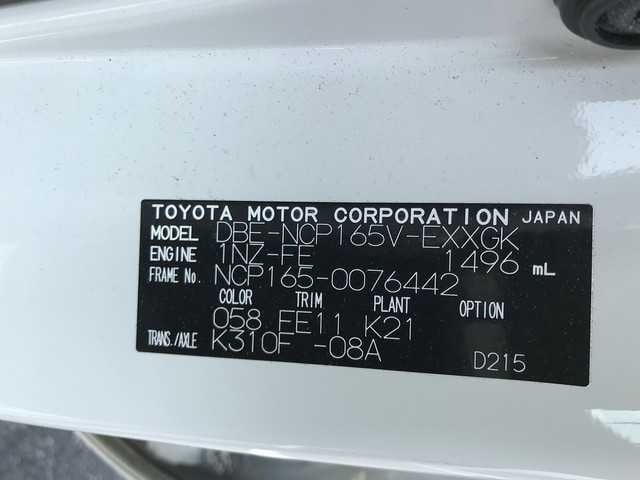 TOYOTA MOTOR CORPORATION JAPAN
MODEL DBE-NCP165V-EXXGK
ENGINE 1NZ-FE 1496 mL
FRAME No. NCP165-0076442
COLOR TRIM PLANT OPTION
058 FE11 K21
TRANS./AXLE K310F -08A
D215